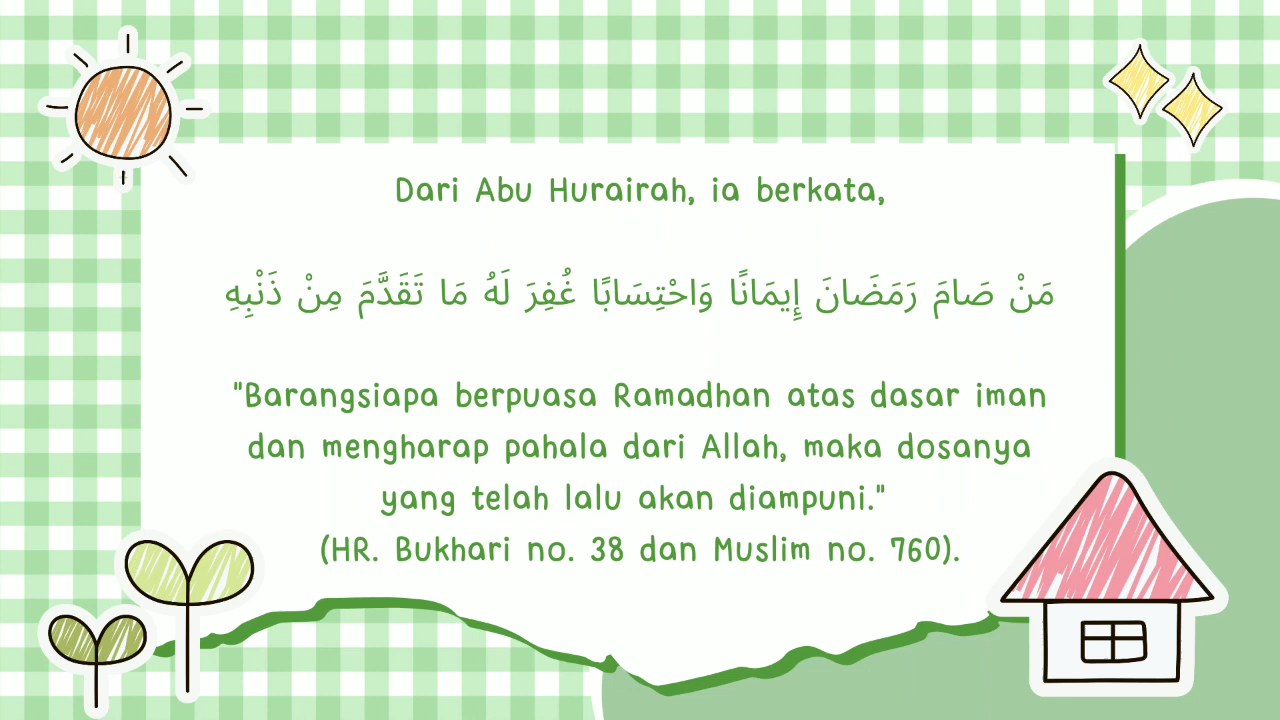 Dari Abu Hurairah, ia berkata,
مَنْ صَامَ رَمَضَانَ إِيمَانًا وَاحْتِسَابًا غُفِرَ لَهُ مَا تَقَدَّمَ مِنْ ذَنْبِهِ
"Barangsiapa berpuasa Ramadhan atas dasar iman
dan mengharap pahala dari Allah, maka dosanya
yang telah lalu akan diampuni."
(HR. Bukhari no. 38 dan Muslim no. 760).